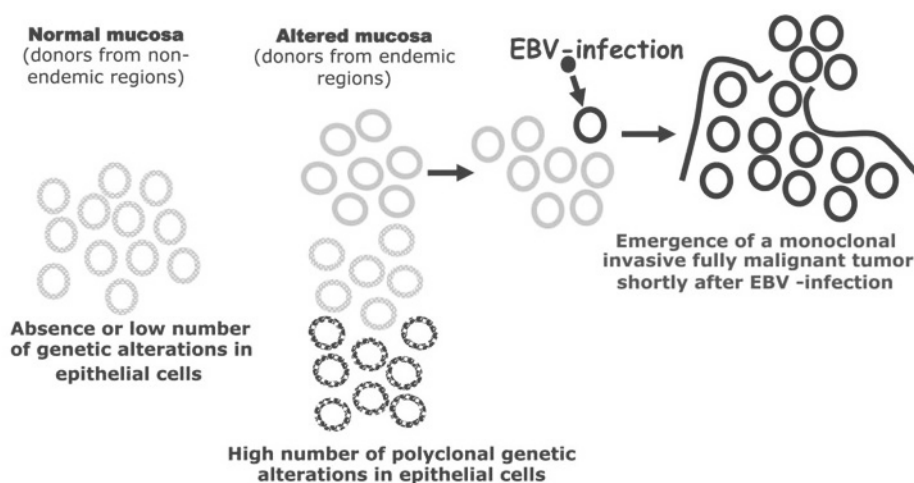 Normal mucosa
(donors from non-
endemic regions)
Altered mucosa
(donors from endemic
regions)
EBV-infection
Absence or low number
of genetic alterations in
epithelial cells
High number of polyclonal genetic
alterations in epithelial cells
Emergence of a monoclonal
invasive fully malignant tumor
shortly after EBV -infection